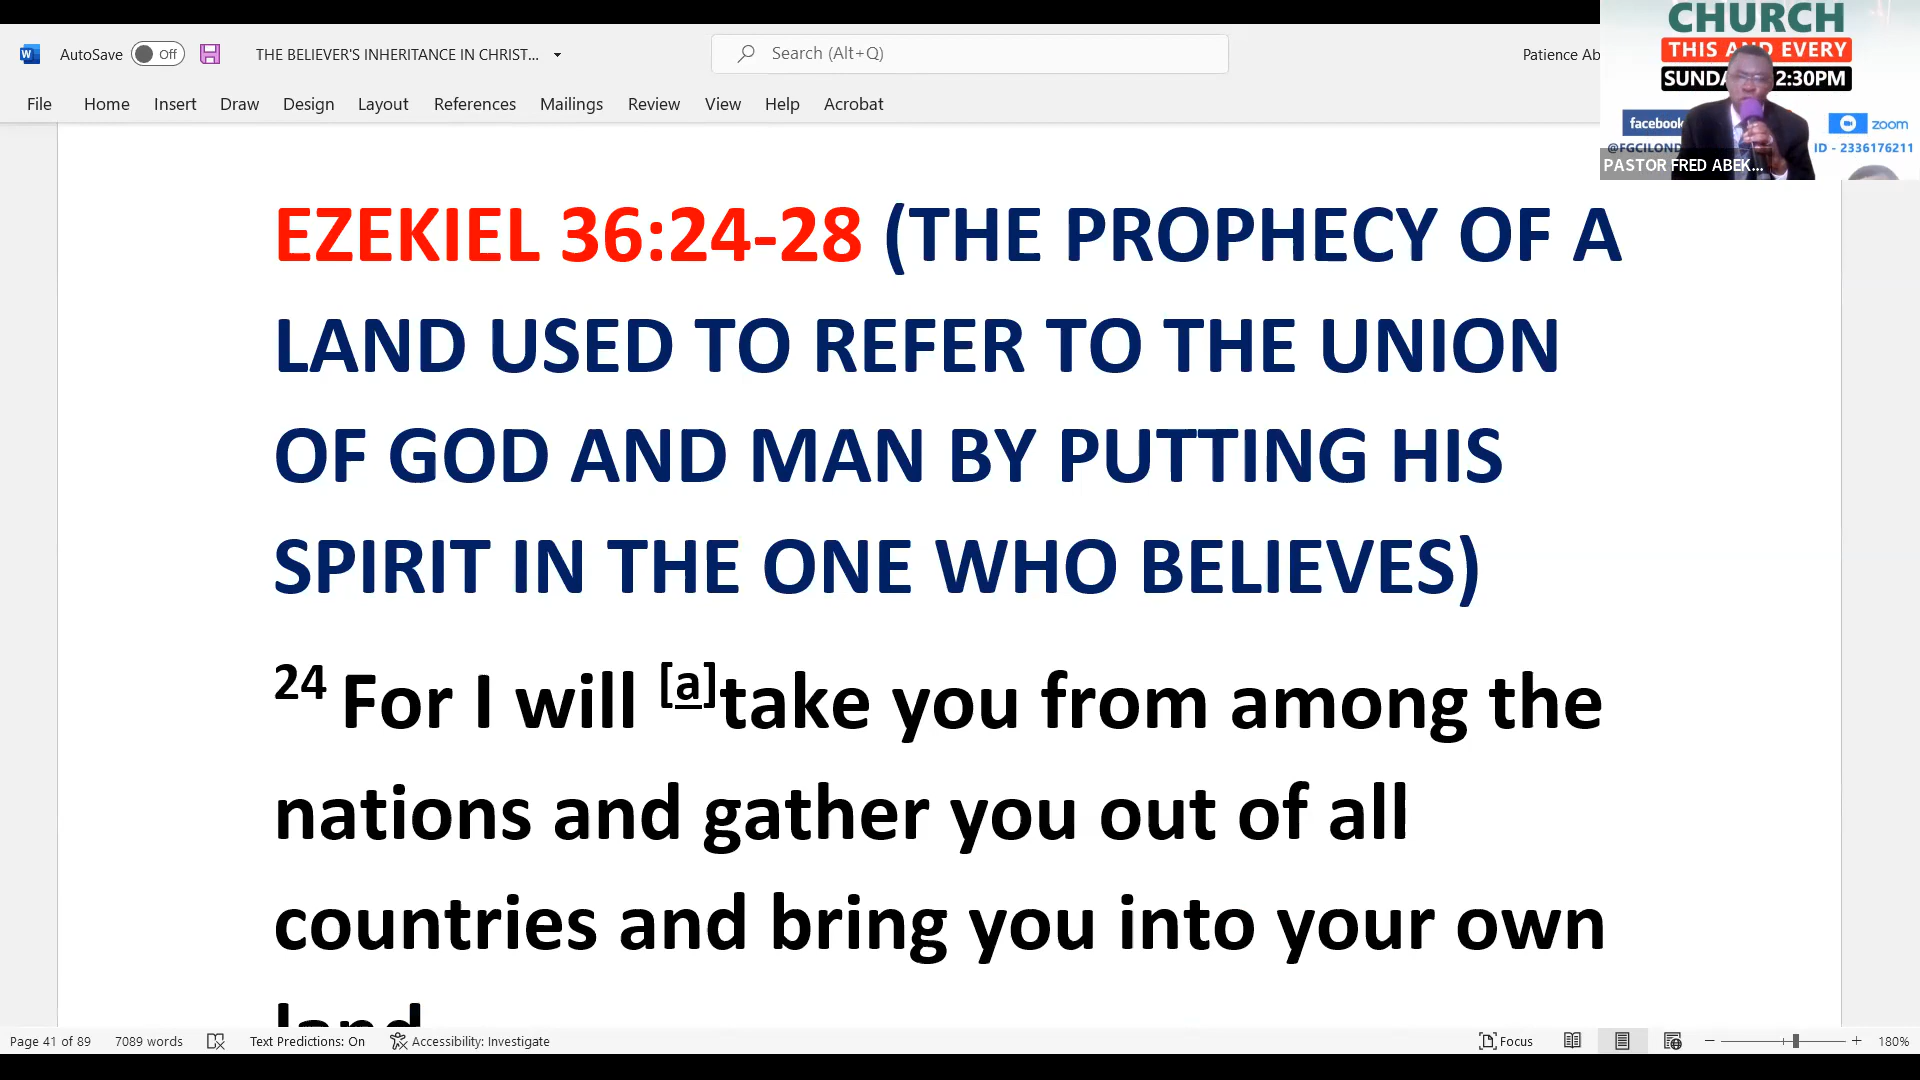 CHURCH
THIS AND EVERY
facebook
zoom
ID - 2336176211
PASTOR FRED ABEK...
AutoSave Off
THE BELIEVER'S INHERITANCE IN CHRIST...
Search (Alt+Q)
Patience Ab
File Home Insert Draw Design Layout References Mailings Review View Help Acrobat
EZEKIEL 36:24-28 (THE PROPHECY OF A
LAND USED TO REFER TO THE UNION
OF GOD AND MAN BY PUTTING HIS
SPIRIT IN THE ONE WHO BELIEVES)
24 For I will [a]take you from among the
nations and gather you out of all
countries and bring you into your own
land
Page 41 of 89 7089 words Text Predictions: On Accessibility: Investigate Focus 180%